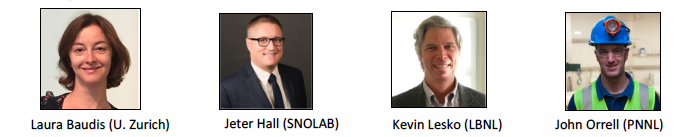 Laura Baudis (U. Zurich) Jeter Hall (SNOLAB) Kevin Lesko (LBNL) John Orrell (PNNL)